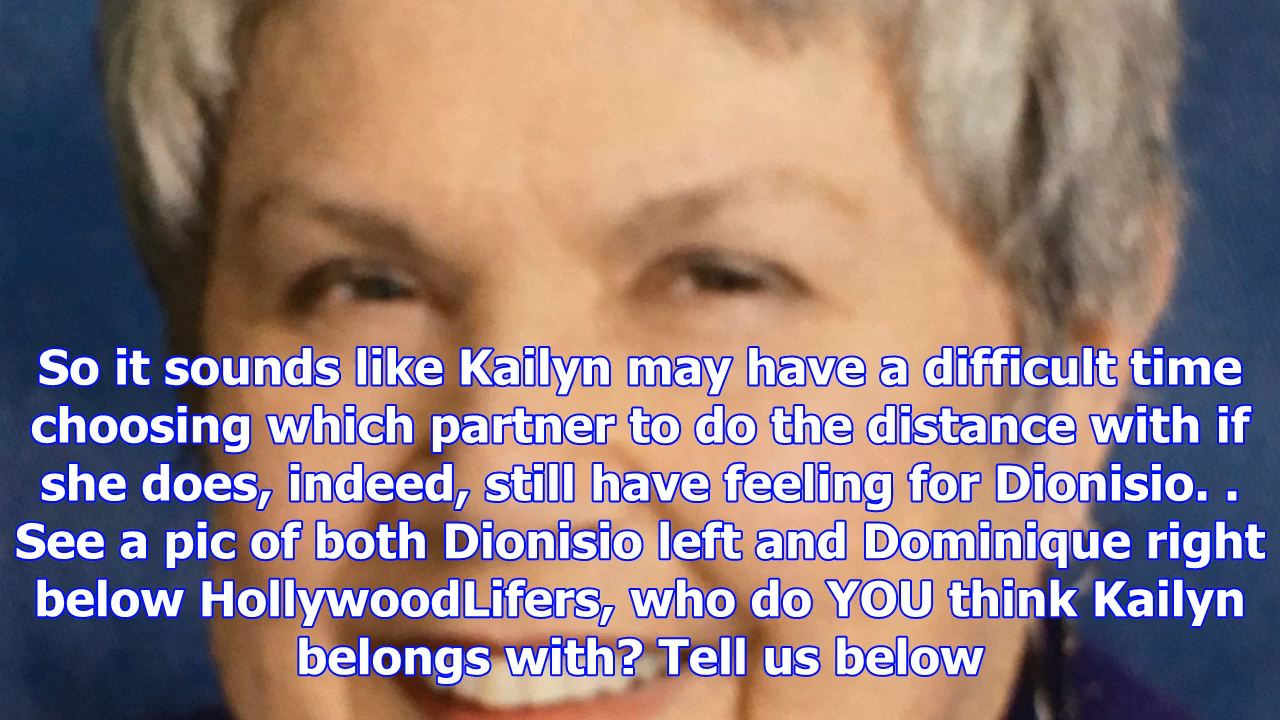 So it sounds like Kailyn may have a difficult time
choosing which partner to do the distance with if
she does, indeed, still have feeling for Dionisio. .
See a pic of both Dionisio left and Dominique right
below HollywoodLifers, who do YOU think Kailyn
belongs with? Tell us below